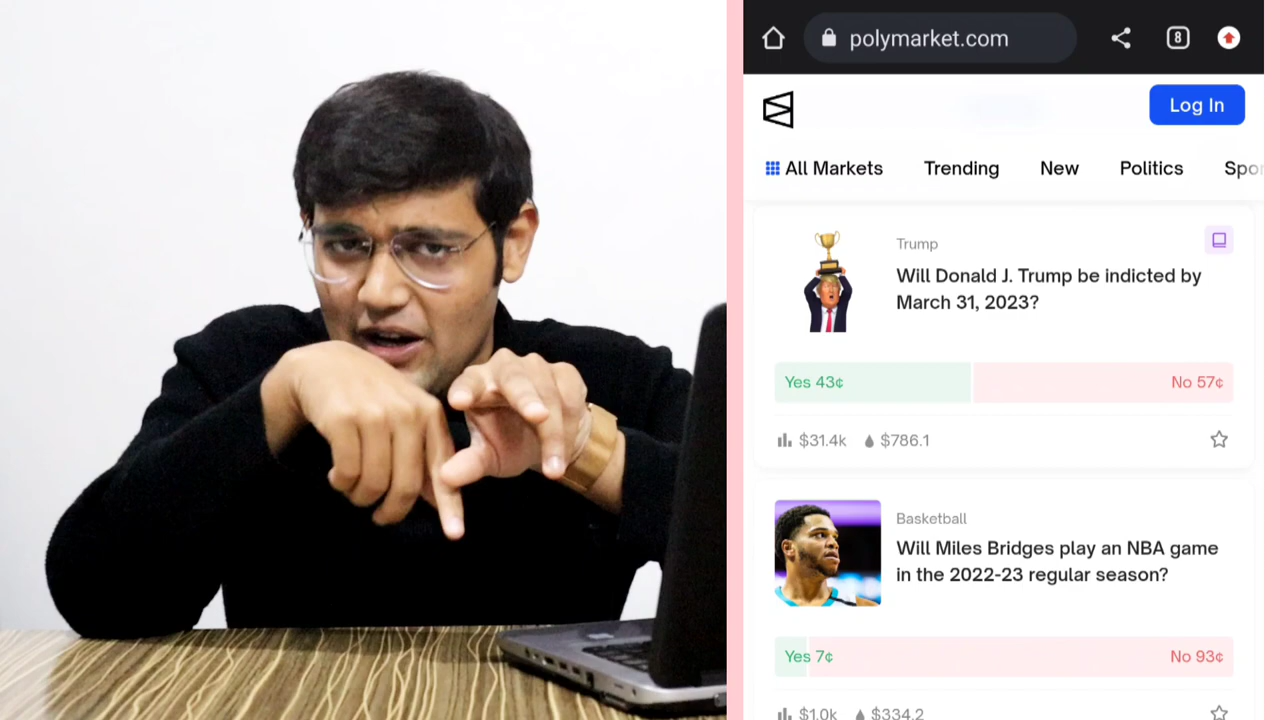 polymarket.com
8
Log In
All Markets Trending New Politics Spo
Trump
Will Donald J. Trump be indicted by
March 31, 2023?
Yes 43¢ No 57¢
$31.4k $786.1
Basketball
Will Miles Bridges play an NBA game
in the 2022-23 regular season?
Yes 7¢ No 93¢
$1.0k $334.2